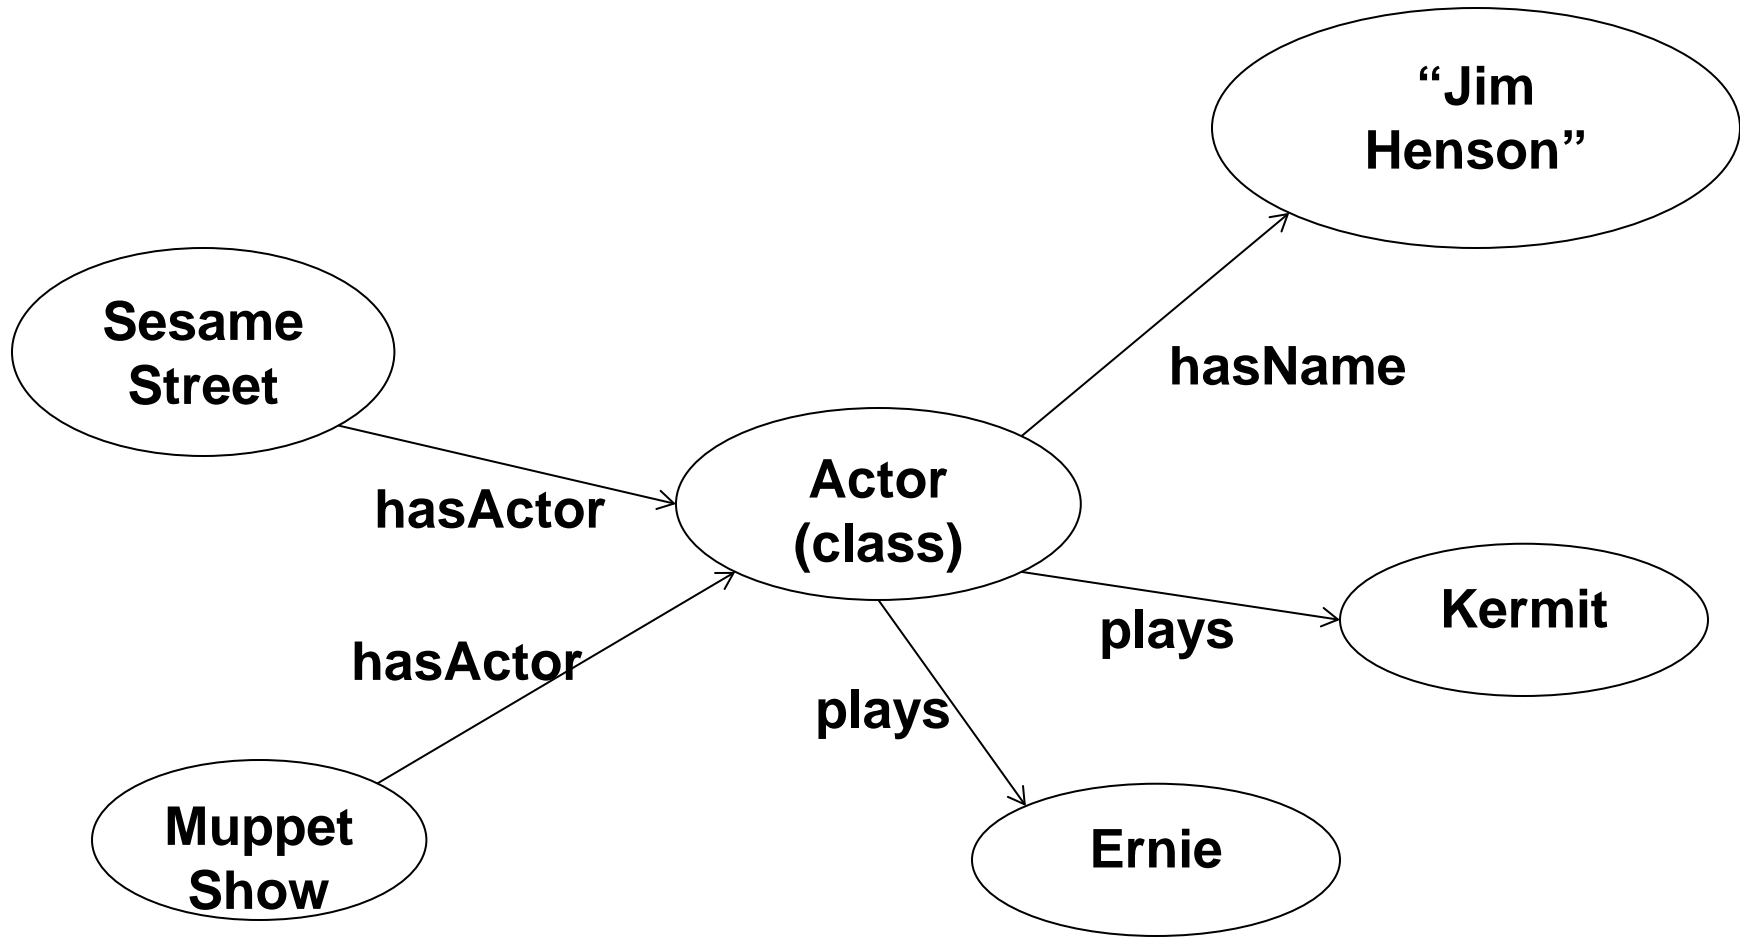 “Jim
Henson”
Sesame
Street
hasName
Actor
(class)
hasActor
Kermit
plays
hasActor
plays
Muppet
Show
Ernie